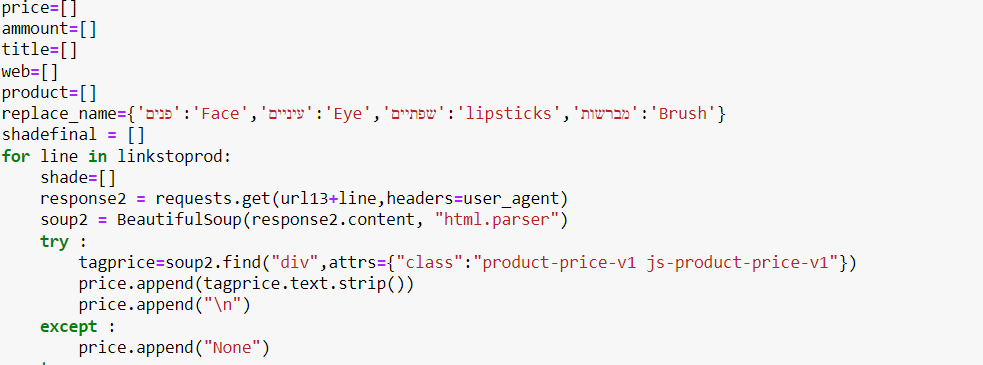 price=[]
ammount=[]
title=[]
web=[]
product=[]
replace_name={'פנים':'Face','עיניים':'Eye','שפתיים':'lipsticks','מברשות':'Brush'}
shadefinal = []
for line in linkstoprod:
    shade=[]
    response2 = requests.get(url13+line,headers=user_agent)
    soup2 = BeautifulSoup(response2.content, "html.parser")
    try :
        tagprice=soup2.find("div",attrs={"class":"product-price-v1 js-product-price-v1"})
        price.append(tagprice.text.strip())
        price.append("\n")
    except :
        price.append("None")